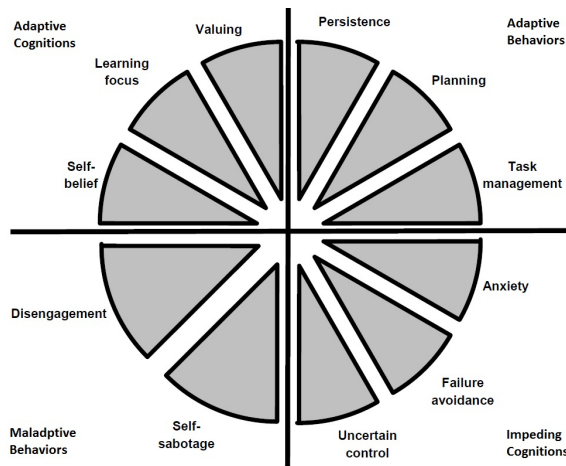 Adaptive
Cognitions
Valuing
Persistence
Adaptive
Behaviors
Learning
focus
Planning
Self-
belief
Task
management
Disengagement
Anxiety
Failure
avoidance
Maladptive
Behaviors
Self-
sabotage
Uncertain
control
Impeding
Cognitions